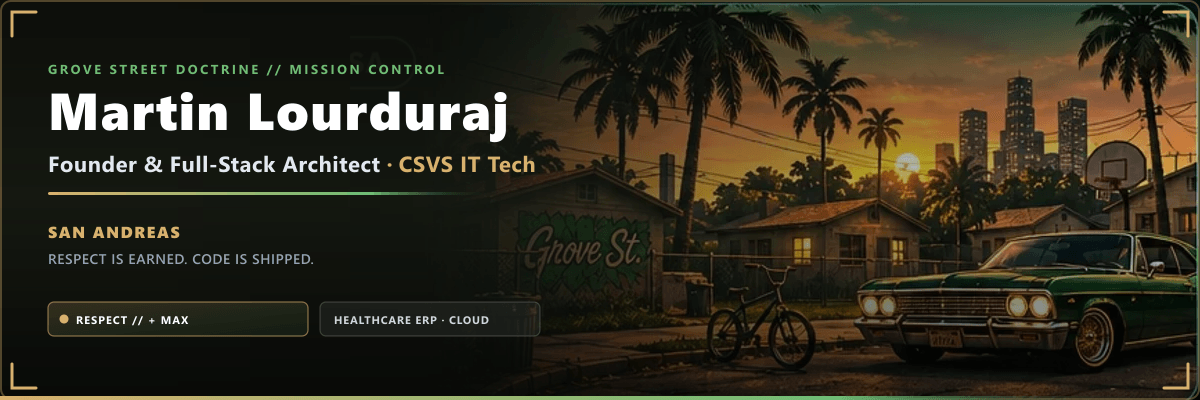 GROVE STREET DOCTRINE // MISSION CONTROL
Martin Lourduraj
Founder & Full-Stack Architect · CSVS IT Tech
SAN ANDREAS
RESPECT IS EARNED. CODE IS SHIPPED.
RESPECT // + MAX
HEALTHCARE ERP · CLOUD
Grove St.